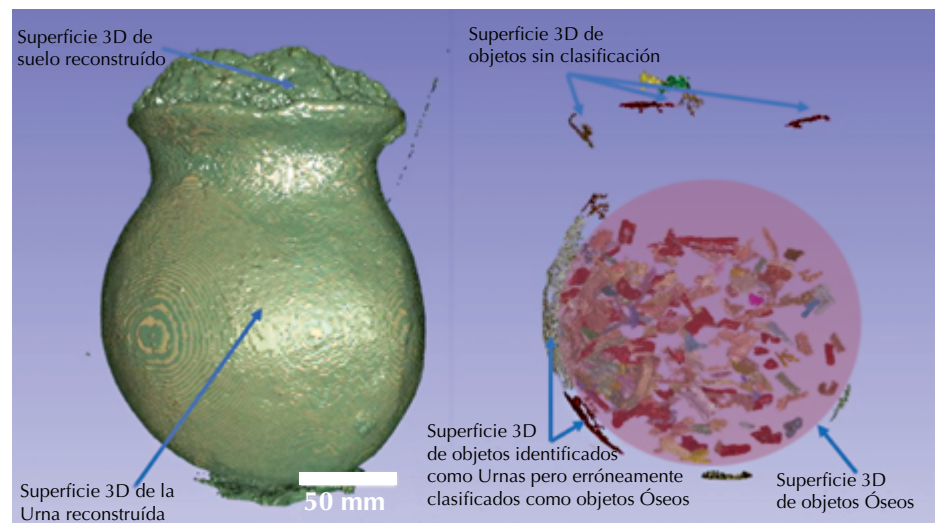 Superficie 3D de
suelo reconstruído
Superficie 3D de
objetos sin clasificación
Superficie 3D
de objetos identificados
como Urnas pero erróneamente
clasificados como objetos Óseos
Superficie 3D de la
Urna reconstruída
50 mm
Superficie 3D
de objetos Óseos